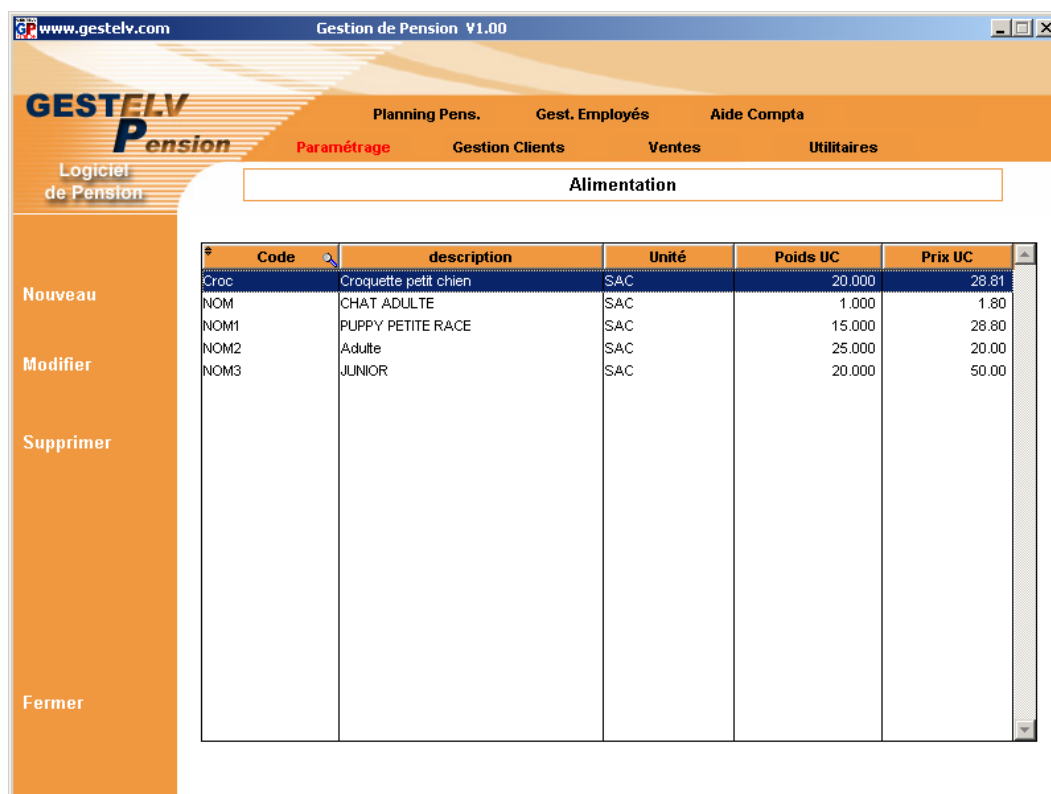 GP www.gestelv.com Gestion de Pension V1.00
GESTELV
Pension
Logiciel
de Pension
Planning Pens. Gest. Employés Aide Compta
Paramétrage Gestion Clients Ventes Utilitaires
Alimentation
Nouveau
Modifier
Supprimer
Fermer
Code description Unité Poids UC Prix UC
Croc Croquette petit chien SAC 20.000 28.81
NOM CHAT ADULTE SAC 1.000 1.80
NOM1 PUPPY PETITE RACE SAC 15.000 28.80
NOM2 Adulte SAC 25.000 20.00
NOM3 JUNIOR SAC 20.000 50.00